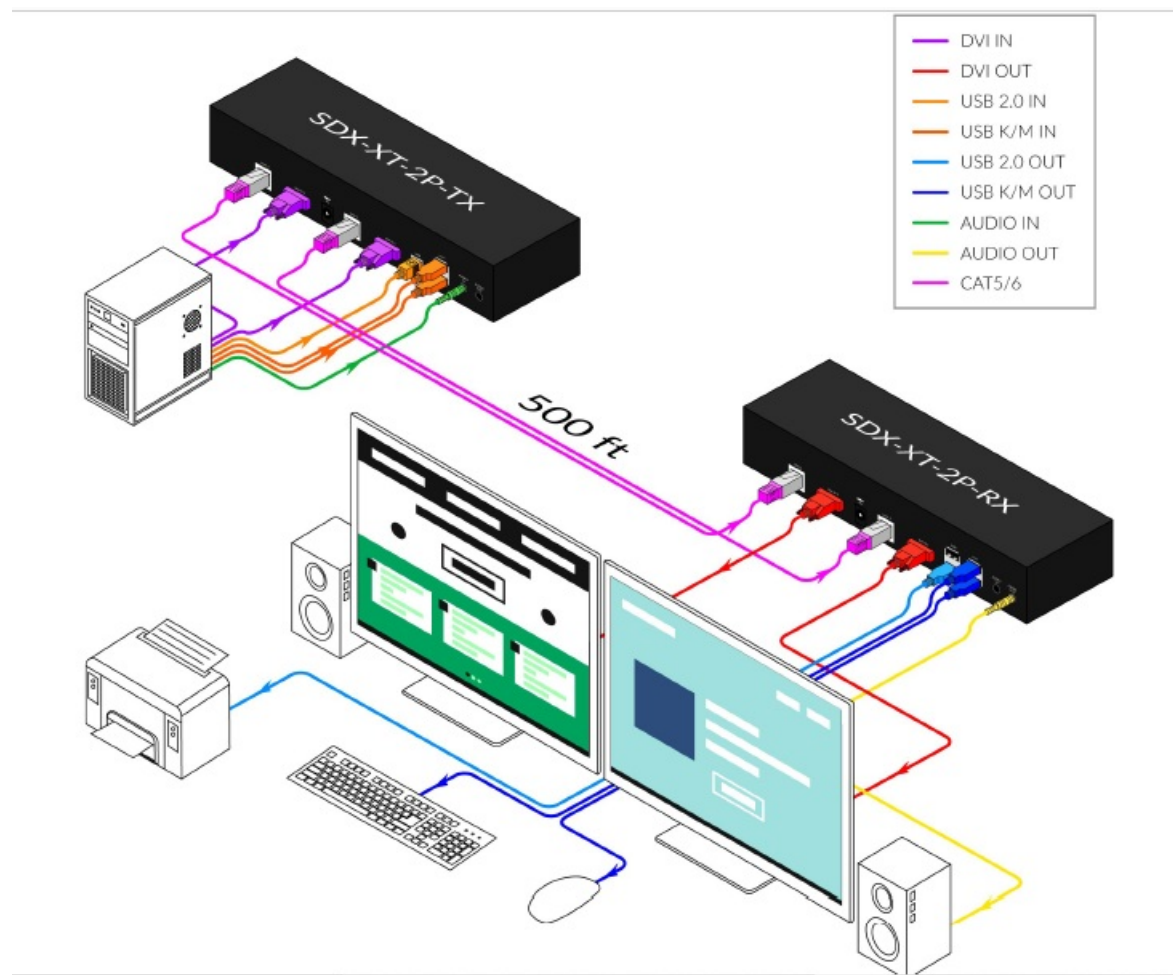 DVI IN
DVI OUT
USB 2.0 IN
USB K/M IN
USB 2.0 OUT
USB K/M OUT
AUDIO IN
AUDIO OUT
CAT5/6
SDX-XT-2P-TX
500 ft
SDX-XT-2P-RX